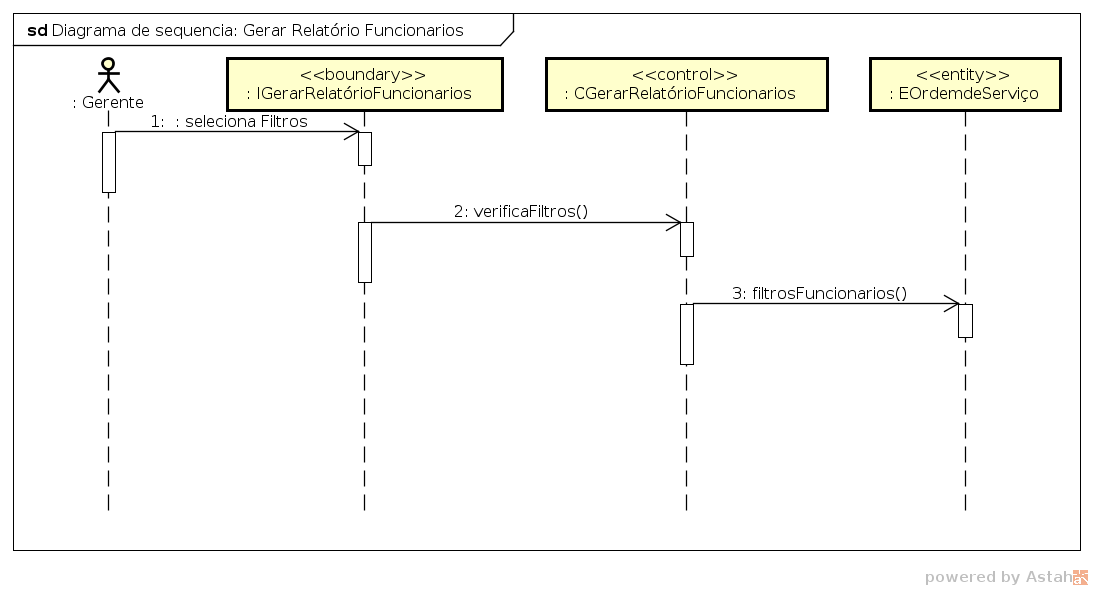 sd Diagrama de sequencia: Gerar Relatório Funcionarios
: Gerente
<<boundary>>
: IGerarRelatórioFuncionarios
<<control>>
: CGerarRelatórioFuncionarios
<<entity>>
: EOrdemdeServiço
1:  : seleciona Filtros
2: verificaFiltros()
3: filtrosFuncionarios()
powered by Astah